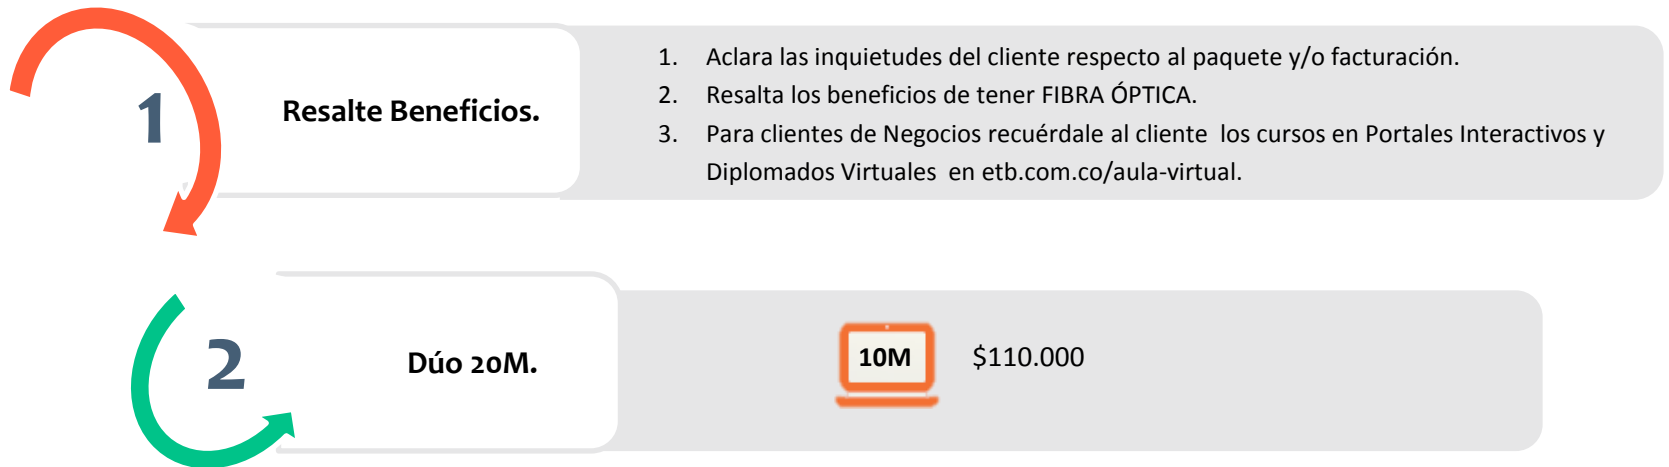 1
Resalte Beneficios.
1. Aclara las inquietudes del cliente respecto al paquete y/o facturación.
2. Resalta los beneficios de tener FIBRA ÓPTICA.
3. Para clientes de Negocios recuérdale al cliente los cursos en Portales Interactivos y
Diplomados Virtuales en etb.com.co/aula-virtual.
2
Dúo 20M.
10M $110.000